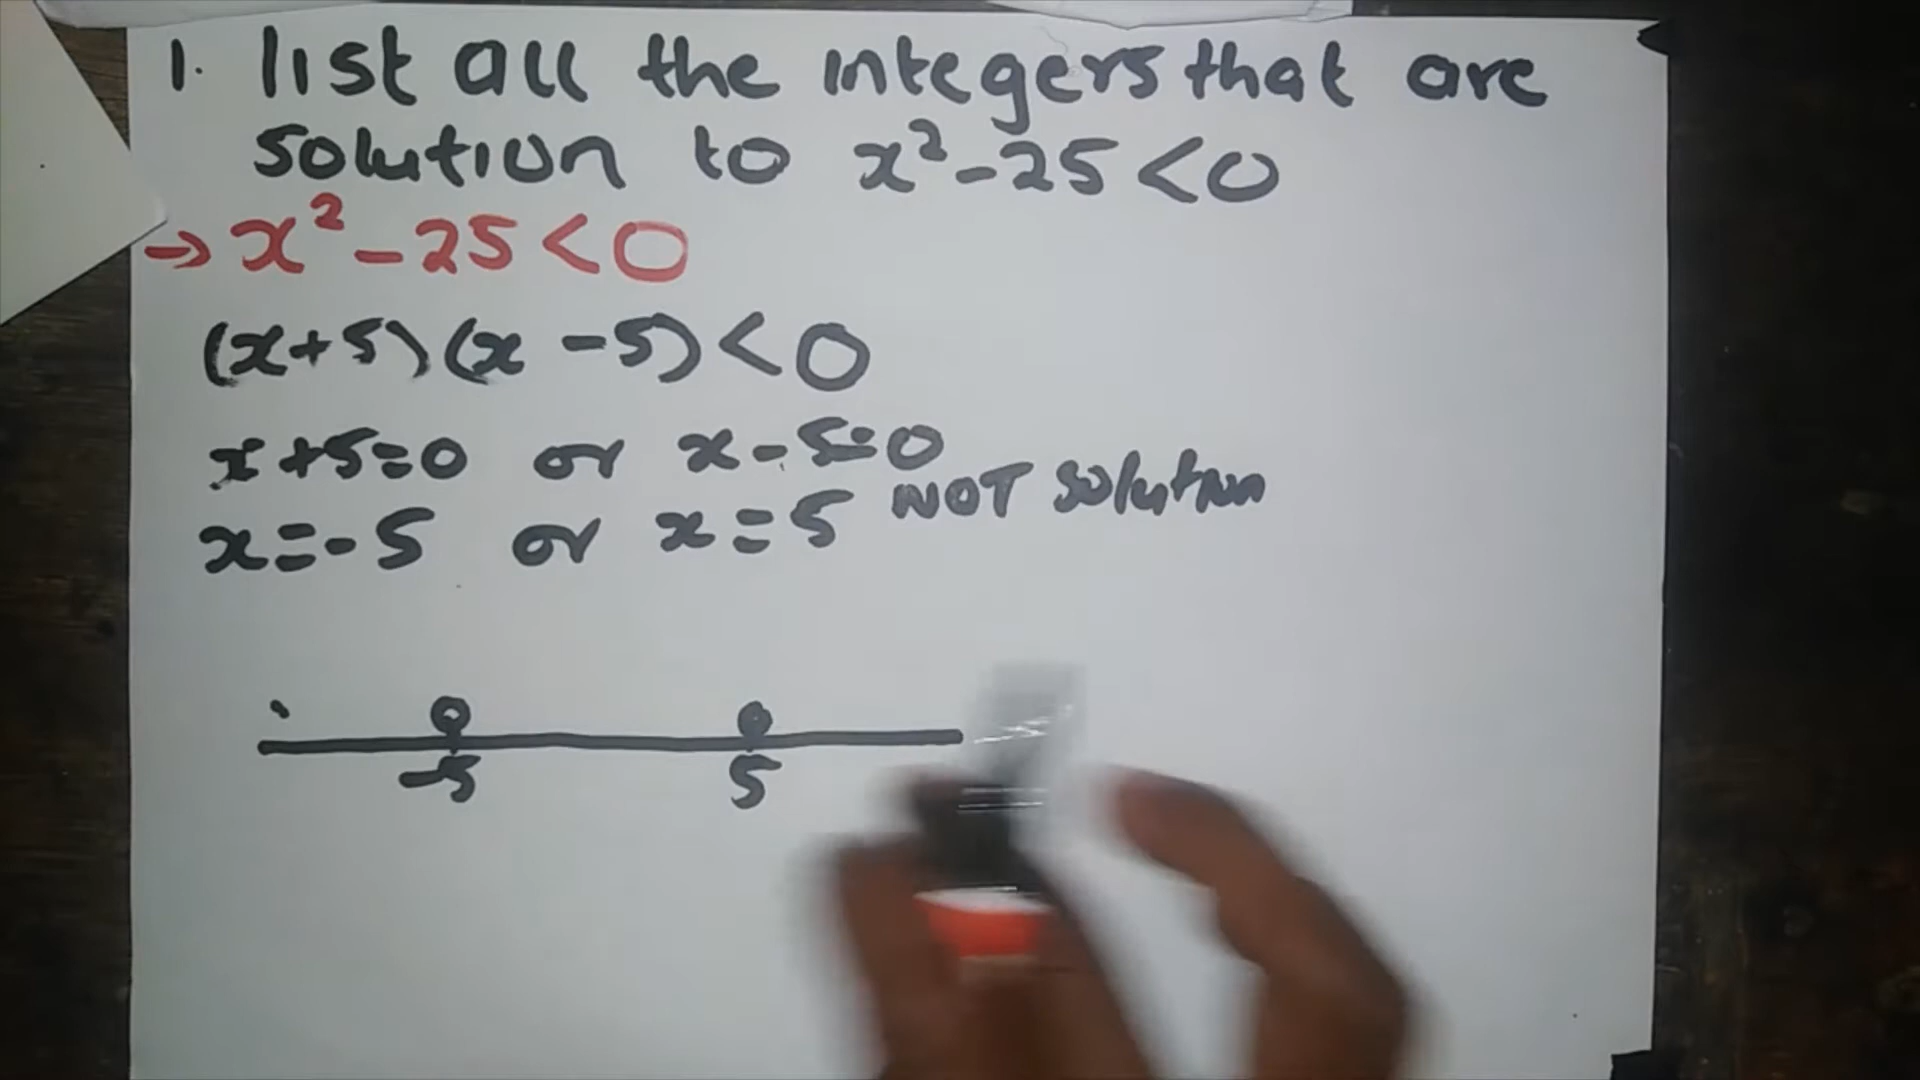 1. list all the integers that are
solution to x²-25<0
→x²-25<0
(x+5)(x-5)<0
x+5=0 or x-5=0
x=-5 or x=5 NOT solution
-5 5